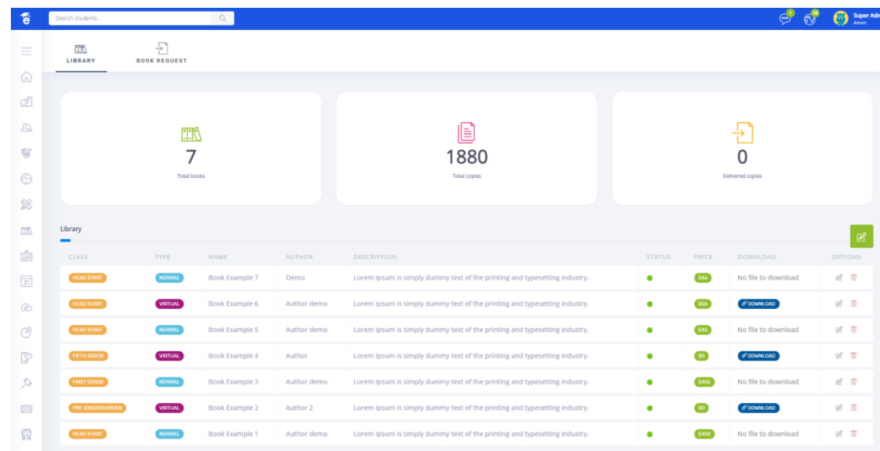 Search students...
Super Adm
Admin
LIBRARY
BOOK REQUEST
7
Total books
1880
Total copies
0
Delivered copies
Library
CLASS TYPE NAME AUTHOR DESCRIPTION STATUS PRICE DOWNLOAD OPTIONS
HEAD START NORMAL Book Example 7 Demo Lorem Ipsum is simply dummy text of the printing and typesetting industry. No file to download
HEAD START VIRTUAL Book Example 6 Author demo Lorem Ipsum is simply dummy text of the printing and typesetting industry. DOWNLOAD
HEAD START NORMAL Book Example 5 Author demo Lorem Ipsum is simply dummy text of the printing and typesetting industry. No file to download
FIFTH GRADE VIRTUAL Book Example 4 Author Lorem Ipsum is simply dummy text of the printing and typesetting industry. $0 DOWNLOAD
FIRST GRADE NORMAL Book Example 3 Author demo Lorem Ipsum is simply dummy text of the printing and typesetting industry. No file to download
PRE-KINDERGARDEN VIRTUAL Book Example 2 Author 2 Lorem Ipsum is simply dummy text of the printing and typesetting industry. $0 DOWNLOAD
HEAD START NORMAL Book Example 1 Author demo Lorem Ipsum is simply dummy text of the printing and typesetting industry. No file to download